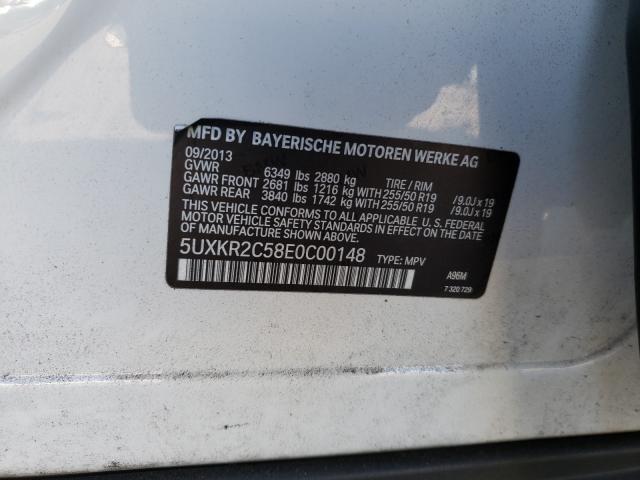 MFD BY BAYERISCHE MOTOREN WERKE AG
09/2013
GVWR 6349 lbs 2880 kg TIRE / RIM
GAWR FRONT 2681 lbs 1216 kg WITH 255/50 R19 / 9.0J x 19
GAWR REAR 3840 lbs 1742 kg WITH 255/50 R19 / 9.0J x 19
THIS VEHICLE CONFORMS TO ALL APPLICABLE U.S. FEDERAL
MOTOR VEHICLE SAFETY STANDARDS IN EFFECT ON THE
DATE OF MANUFACTURE SHOWN ABOVE.
5UXKR2C58E0C00148 TYPE: MPV
A96M
7 320 729